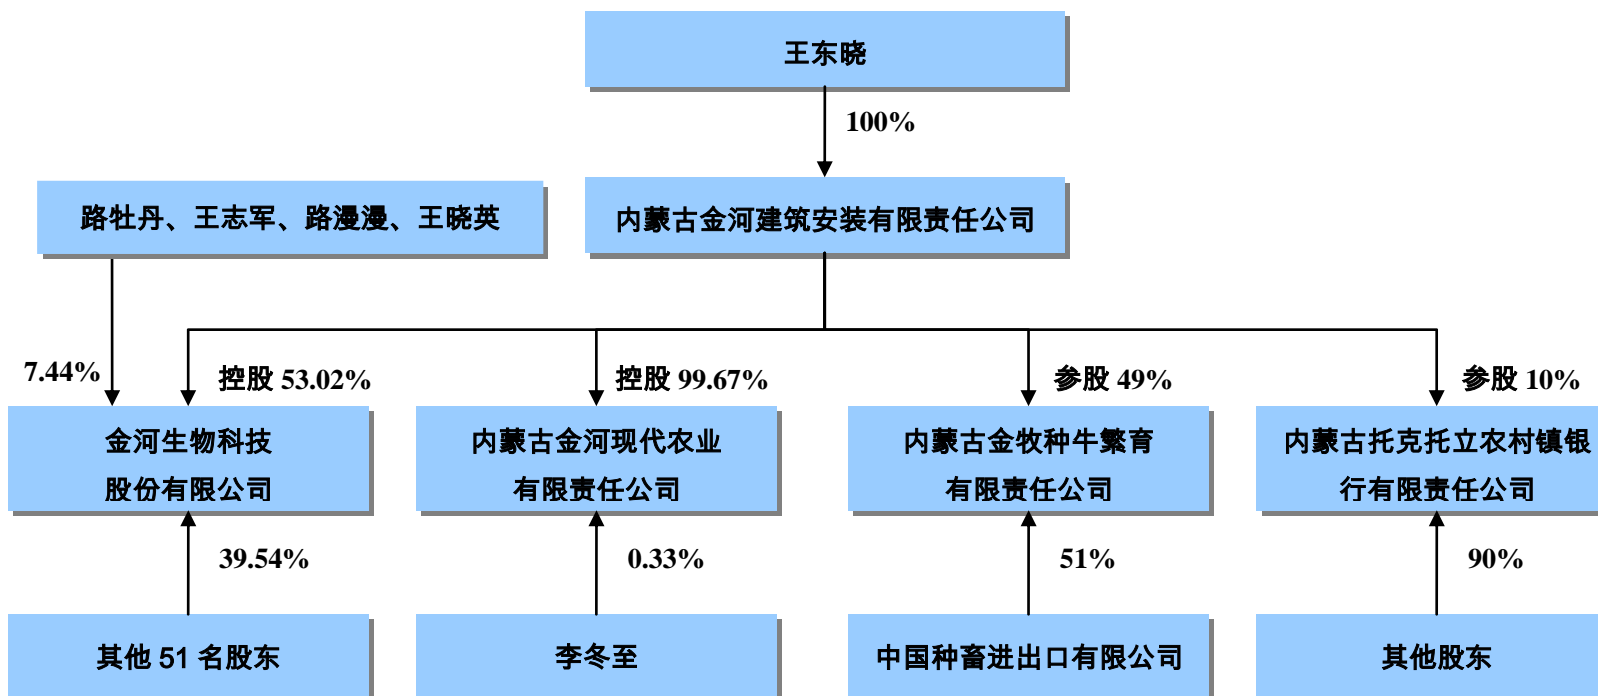 王东晓
100%
路牡丹、王志军、路漫漫、王晓英
内蒙古金河建筑安装有限责任公司
7.44%
控股 53.02%
控股 99.67%
参股 49%
参股 10%
金河生物科技
股份有限公司
内蒙古金河现代农业
有限责任公司
内蒙古金牧种牛繁育
有限责任公司
内蒙古托克托立农村镇银
行有限责任公司
39.54%
0.33%
51%
90%
其他 51 名股东
李冬至
中国种畜进出口有限公司
其他股东